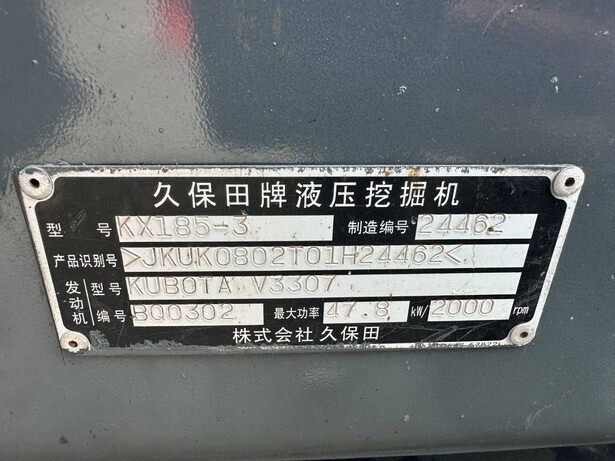 久保田牌液压挖掘机
型号 KX185-3 制造编号 24462
产品识别号 >JKUK0802T01H24462<
发动机 型号 KUBOTA V3307
编号 BQ0302 最大功率 47.8 kW/ 2000 rpm
株式会社久保田